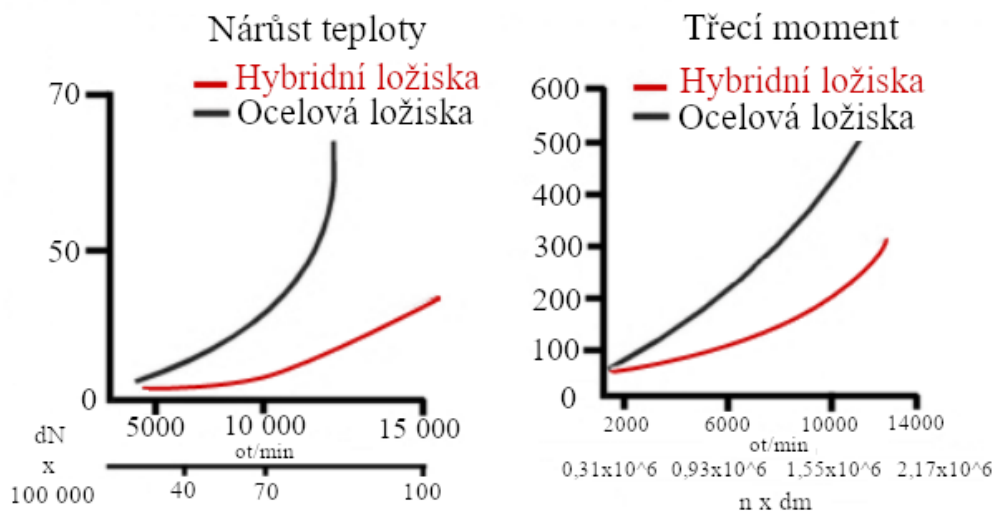 Nárůst teploty
Hybridní ložiska
Ocelová ložiska
70
50
0
5000 10 000 15 000
ot/min
dN
x
100 000
40 70 100
Třecí moment
Hybridní ložiska
Ocelová ložiska
600
500
400
300
200
100
0
2000 6000 10000 14000
ot/min
0,31x10^6 0,93x10^6 1,55x10^6 2,17x10^6
n x dm